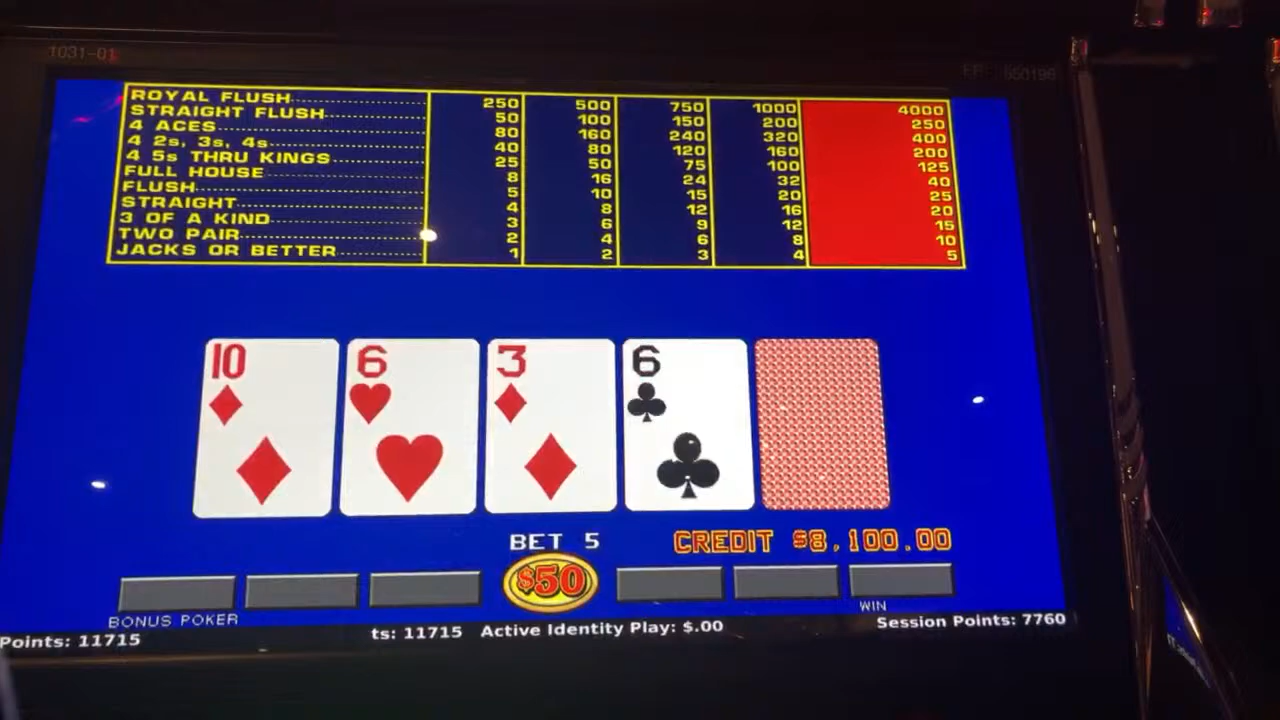 1031-01
ROYAL FLUSH 250 500 750 1000 4000
STRAIGHT FLUSH 50 100 150 200 250
4 ACES 80 160 240 320 400
4 2s, 3s, 4s 40 80 120 160 200
4 5s THRU KINGS 25 50 75 100 125
FULL HOUSE 8 16 24 32 40
FLUSH 5 10 15 20 25
STRAIGHT 4 8 12 16 20
3 OF A KIND 3 6 9 12 15
TWO PAIR 2 4 6 8 10
JACKS OR BETTER 1 2 3 4 5
10 6 3 6
BET 5 CREDIT $8,100.00
$50
BONUS POKER WIN
Points: 11715 ts: 11715 Active Identity Play: $.00 Session Points: 7760